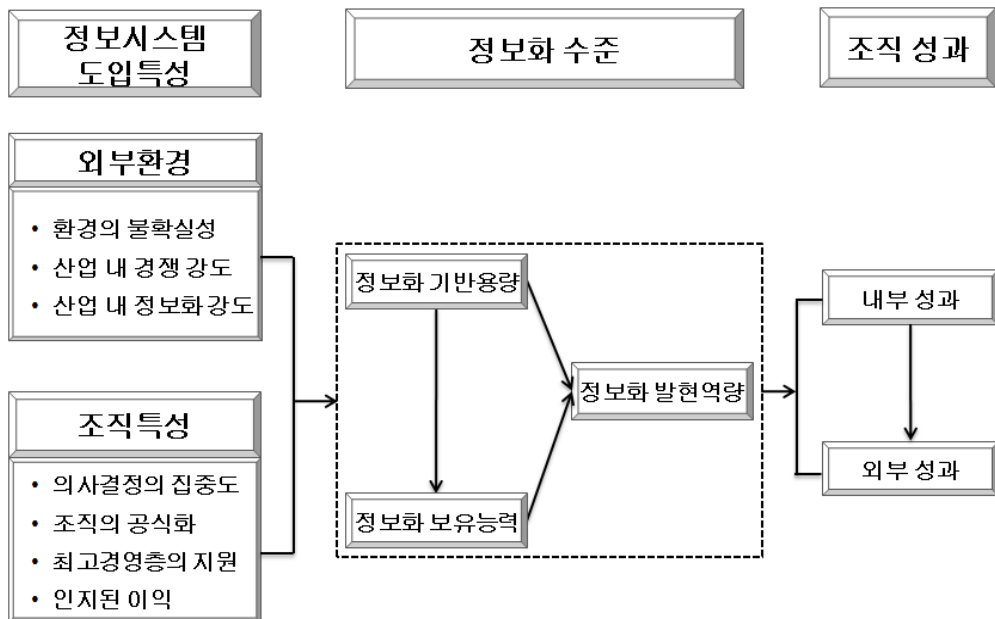 정보시스템
도입특성
정보화 수준
조직 성과
외부환경
• 환경의 불확실성
• 산업 내 경쟁 강도
• 산업 내 정보화 강도
조직특성
• 의사결정의 집중도
• 조직의 공식화
• 최고경영층의 지원
• 인지된 이익
정보화 기반용량
정보화 발현역량
정보화 보유능력
내부 성과
외부 성과